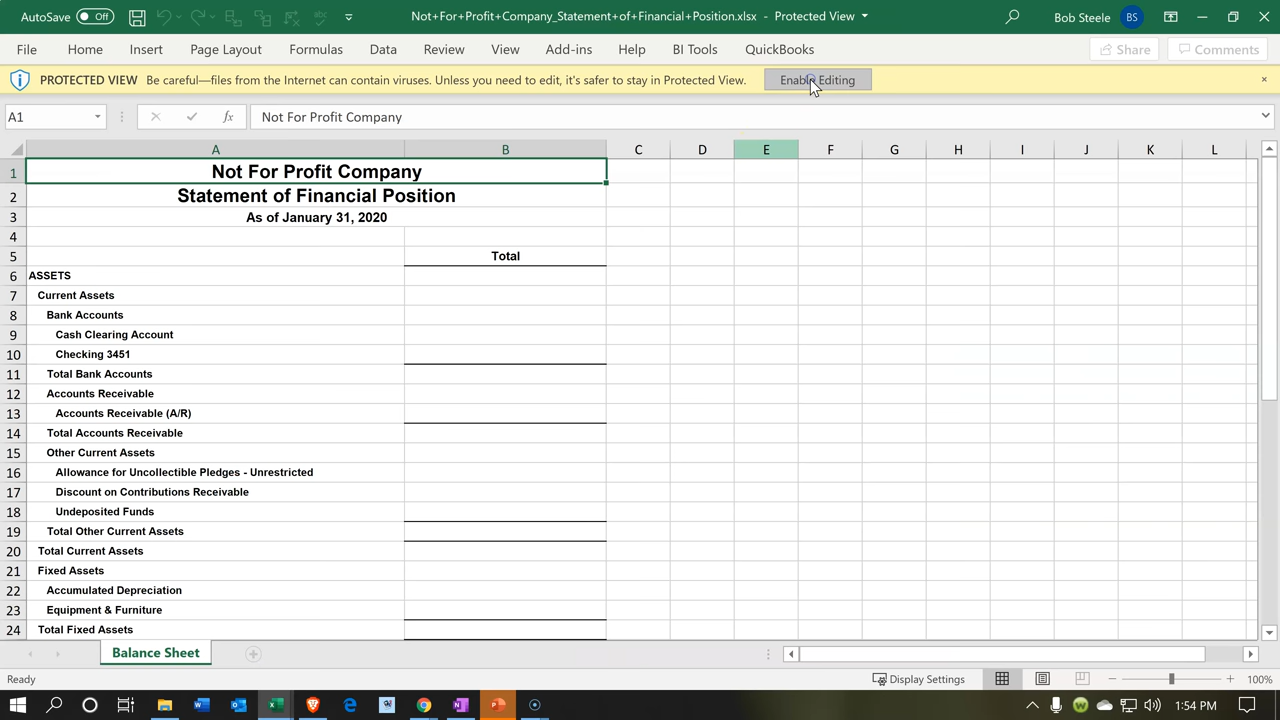 AutoSave Off
Not+For+Profit+Company_Statement+of+Financial+Position.xlsx - Protected View
Bob Steele BS
File Home Insert Page Layout Formulas Data Review View Add-ins Help BI Tools QuickBooks Share Comments
PROTECTED VIEW Be careful—files from the Internet can contain viruses. Unless you need to edit, it's safer to stay in Protected View. Enable Editing
A1 fx Not For Profit Company
A B C D E F G H I J K L
1 Not For Profit Company
2 Statement of Financial Position
3 As of January 31, 2020
4
5 Total
6 ASSETS
7 Current Assets
8 Bank Accounts
9 Cash Clearing Account
10 Checking 3451
11 Total Bank Accounts
12 Accounts Receivable
13 Accounts Receivable (A/R)
14 Total Accounts Receivable
15 Other Current Assets
16 Allowance for Uncollectible Pledges - Unrestricted
17 Discount on Contributions Receivable
18 Undeposited Funds
19 Total Other Current Assets
20 Total Current Assets
21 Fixed Assets
22 Accumulated Depreciation
23 Equipment & Furniture
24 Total Fixed Assets
Balance Sheet
Ready Display Settings 100%
1:54 PM